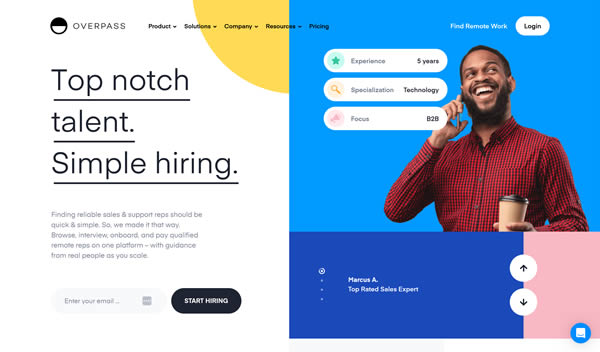 OVERPASS
Product Solutions Company Resources Pricing
Find Remote Work
Login
Top notch
talent.
Simple hiring.
Finding reliable sales & support reps should be
quick & simple. So, we made it that way.
Browse, interview, onboard, and pay qualified
remote reps on one platform – with guidance
from real people as you scale.
Enter your email ...
START HIRING
Experience 5 years
Specialization Technology
Focus B2B
Marcus A.
Top Rated Sales Expert